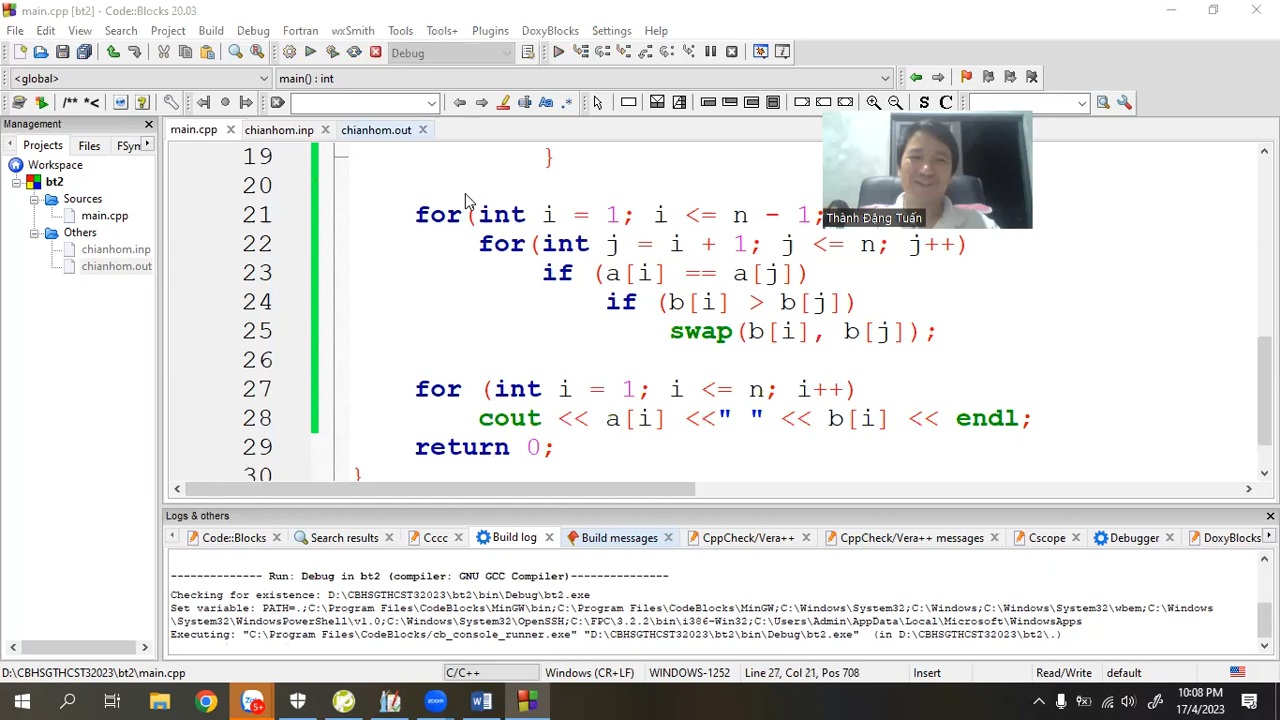 main.cpp [bt2] - Code::Blocks 20.03
File Edit View Search Project Build Debug Fortran wxSmith Tools Tools+ Plugins DoxyBlocks Settings Help
Debug
<global> main() : int
/** *< S C
Management
Projects Files FSyn
Workspace
bt2
Sources
main.cpp
Others
chianhom.inp
chianhom.out
main.cpp chianhom.inp chianhom.out
19 }
20
21 for(int i = 1; i <= n - 1;
22 for(int j = i + 1; j <= n; j++)
23 if (a[i] == a[j])
24 if (b[i] > b[j])
25 swap(b[i], b[j]);
26
27 for (int i = 1; i <= n; i++)
28 cout << a[i] <<" " << b[i] << endl;
29 return 0;
30 }
Thành Đặng Tuấn
Logs & others
Code::Blocks Search results Cccc Build log Build messages CppCheck/Vera++ CppCheck/Vera++ messages Cscope Debugger DoxyBlocks
-------------- Run: Debug in bt2 (compiler: GNU GCC Compiler)---------------
Checking for existence: D:\CBHSGTHCST32023\bt2\bin\Debug\bt2.exe
Set variable: PATH=.;C:\Program Files\CodeBlocks\MinGW\bin;C:\Program Files\CodeBlocks\MinGW;C:\Windows\System32;C:\Windows;C:\Windows\System32\wbem;C:\Windows
\System32\WindowsPowerShell\v1.0;C:\Windows\System32\OpenSSH;C:\FPC\3.2.2\bin\i386-Win32;C:\Users\Admin\AppData\Local\Microsoft\WindowsApps
Executing: "C:\Program Files\CodeBlocks/cb_console_runner.exe" "D:\CBHSGTHCST32023\bt2\bin\Debug\bt2.exe" (in D:\CBHSGTHCST32023\bt2\.)
D:\CBHSGTHCST32023\bt2\main.cpp C/C++ Windows (CR+LF) WINDOWS-1252 Line 27, Col 21, Pos 708 Insert Read/Write default
5+ zoom 10:08 PM
17/4/2023